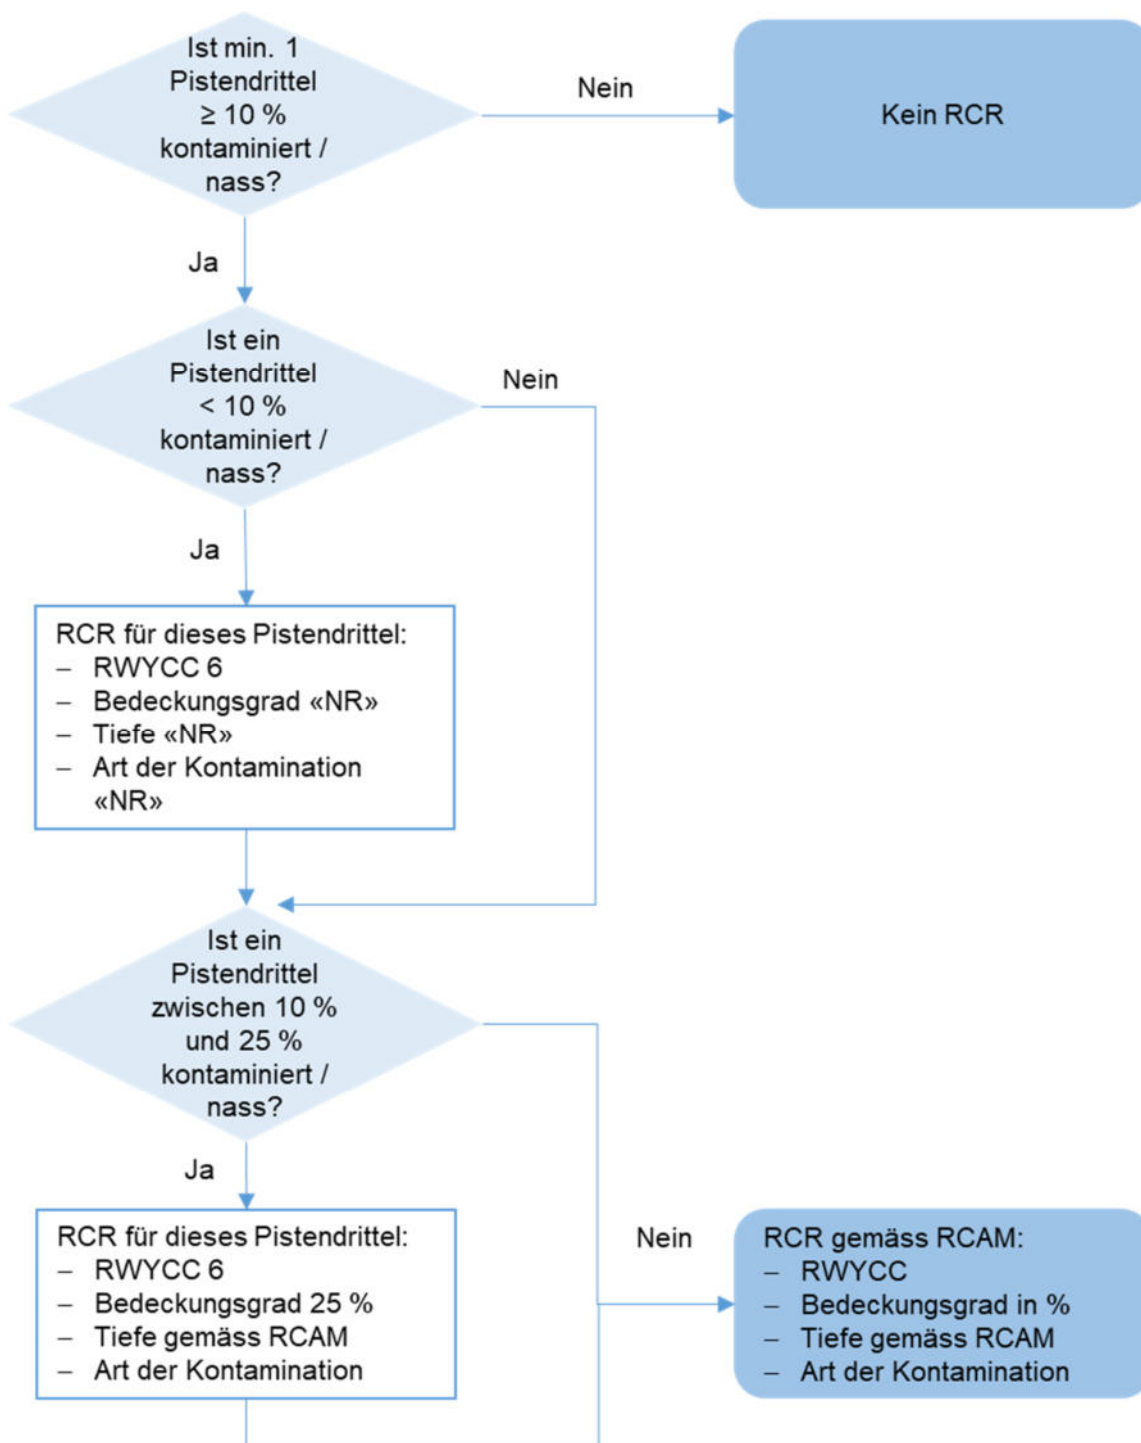 Ist min. 1
Pistendrittel
≥ 10 %
kontaminiert /
nass?
Nein
Kein RCR
Ja
Ist ein
Pistendrittel
< 10 %
kontaminiert /
nass?
Nein
Ja
RCR für dieses Pistendrittel:
– RWYCC 6
– Bedeckungsgrad «NR»
– Tiefe «NR»
– Art der Kontamination
«NR»
Ist ein
Pistendrittel
zwischen 10 %
und 25 %
kontaminiert /
nass?
Ja
RCR für dieses Pistendrittel:
– RWYCC 6
– Bedeckungsgrad 25 %
– Tiefe gemäss RCAM
– Art der Kontamination
Nein
RCR gemäss RCAM:
– RWYCC
– Bedeckungsgrad in %
– Tiefe gemäss RCAM
– Art der Kontamination